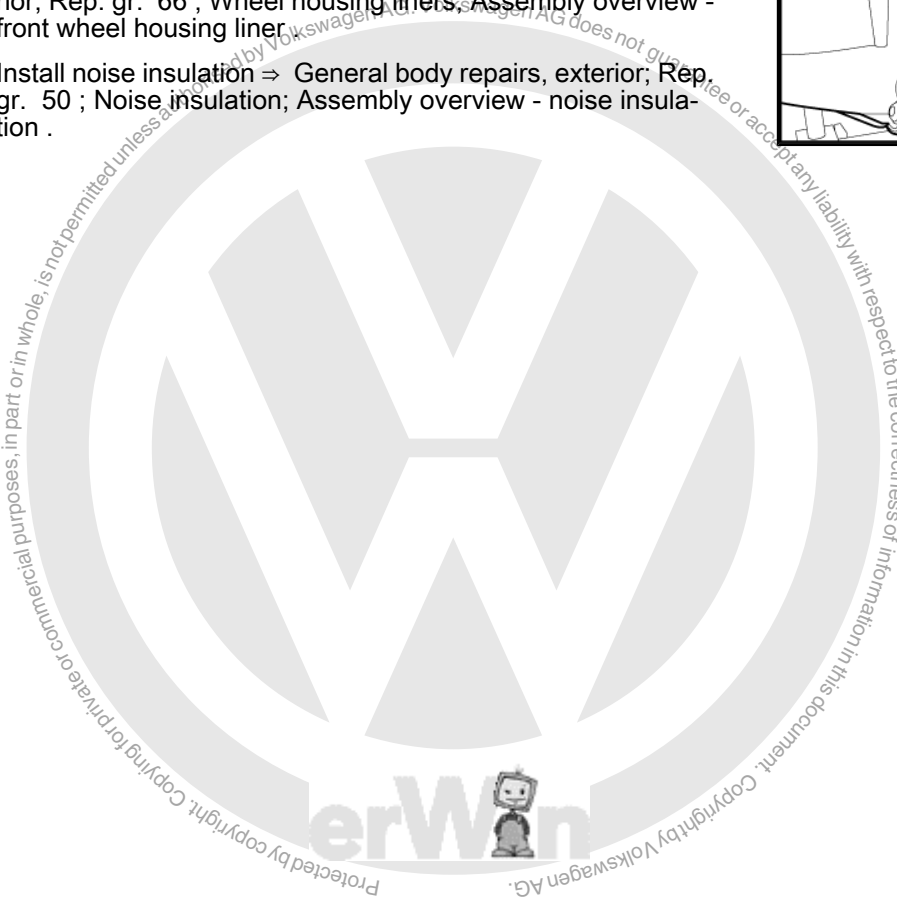 rior; Rep. gr. 66 ; Wheel housing liners; Assembly overview -
front wheel housing liner .
Install noise insulation ⇒ General body repairs, exterior; Rep.
gr. 50 ; Noise insulation; Assembly overview - noise insula-
tion .
Protected by copyright. Copying for private or commercial purposes, in part or in whole, is not permitted unless authorised by Volkswagen AG. Volkswagen AG does not guarantee or accept any liability with respect to the correctness of information in this document. Copyright by Volkswagen AG.
erWin